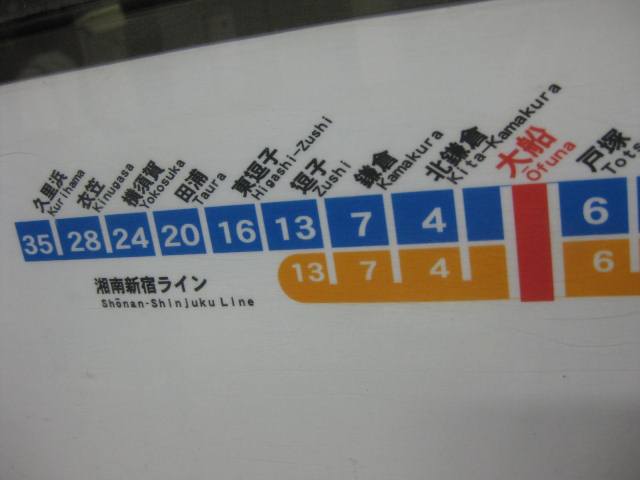 久里浜
Kurihama
衣笠
Kinugasa
横須賀
Yokosuka
田浦
Taura
東逗子
Higashi-Zushi
逗子
Zushi
鎌倉
Kamakura
北鎌倉
Kita-Kamakura
大船
Ōfuna
戸塚
35 28 24 20 16 13 7 4 6
13 7 4 6
湘南新宿ライン
Shōnan-Shinjuku Line